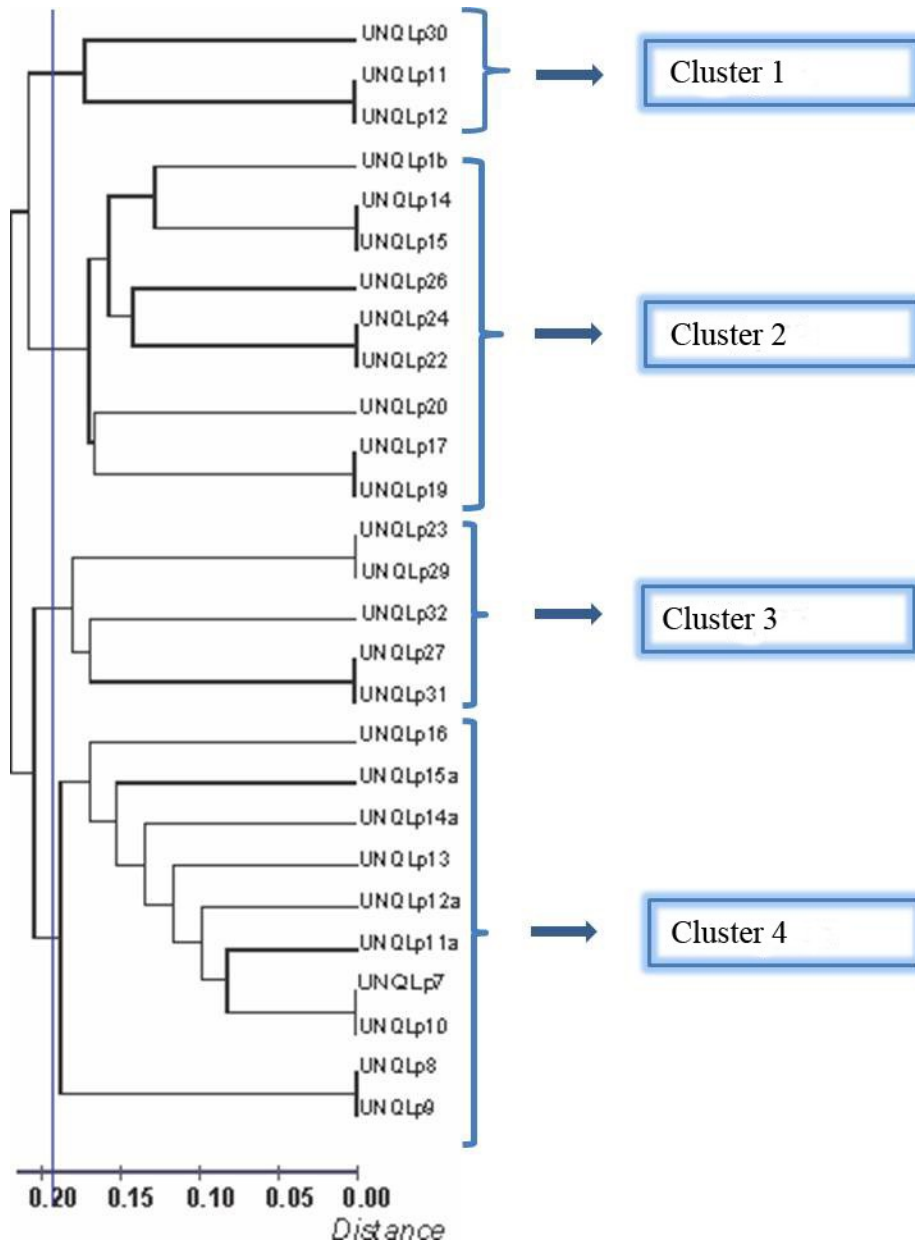 UNQLp30
UNQLp11
UNQLp12
Cluster 1
UNQLp1b
UNQLp14
UNQLp15
UNQLp26
UNQLp24
UNQLp22
Cluster 2
UNQLp20
UNQLp17
UNQLp19
UNQLp23
UNQLp29
UNQLp32
UNQLp27
UNQLp31
Cluster 3
UNQLp16
UNQLp15a
UNQLp14a
UNQLp13
UNQLp12a
UNQLp11a
UNQLp7
UNQLp10
UNQLp8
UNQLp9
Cluster 4
0.20 0.15 0.10 0.05 0.00
Distance